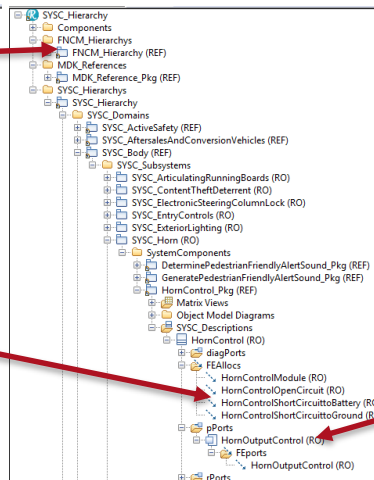 SYSC_Hierarchy
Components
FNCM_Hierarchys
FNCM_Hierarchy (REF)
MDK_References
MDK_Reference_Pkg (REF)
SYSC_Hierarchys
SYSC_Hierarchy
SYSC_Domains
SYSC_ActiveSafety (REF)
SYSC_AftersalesAndConversionVehicles (REF)
SYSC_Body (REF)
SYSC_Subsystems
SYSC_ArticulatingRunningBoards (RO)
SYSC_ContentTheftDeterrent (RO)
SYSC_ElectronicSteeringColumnLock (RO)
SYSC_EntryControls (RO)
SYSC_ExteriorLighting (RO)
SYSC_Horn (RO)
SystemComponents
DeterminePedestrianFriendlyAlertSound_Pkg (REF)
GeneratePedestrianFriendlyAlertSound_Pkg (REF)
HornControl_Pkg (REF)
Matrix Views
Object Model Diagrams
SYSC_Descriptions
HornControl (RO)
diagPorts
FEAllocs
HornControlModule (RO)
HornControlOpenCircuit (RO)
HornControlShortCircuittoBattery (RO
HornControlShortCircuittoGround (R
pPorts
HornOutputControl (RO)
FEports
HornOutputControl (RO)
rPorts